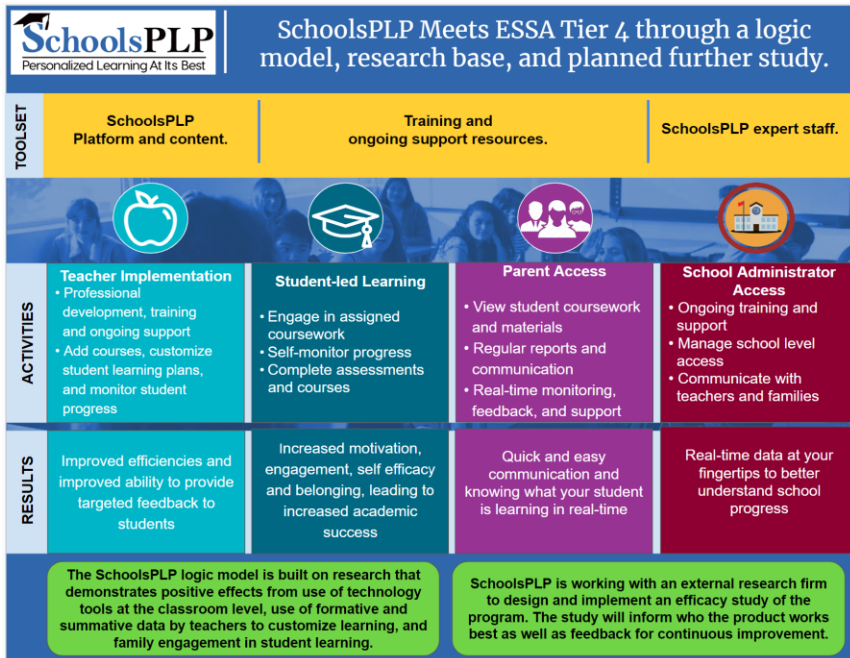 SchoolsPLP
Personalized Learning At Its Best
SchoolsPLP Meets ESSA Tier 4 through a logic
model, research base, and planned further study.
TOOLSET
SchoolsPLP
Platform and content.
Training and
ongoing support resources.
SchoolsPLP expert staff.
ACTIVITIES
Teacher Implementation
• Professional
development, training
and ongoing support
• Add courses, customize
student learning plans,
and monitor student
progress
Student-led Learning
• Engage in assigned
coursework
• Self-monitor progress
• Complete assessments
and courses
Parent Access
• View student coursework
and materials
• Regular reports and
communication
• Real-time monitoring,
feedback, and support
School Administrator
Access
• Ongoing training and
support
• Manage school level
access
• Communicate with
teachers and families
RESULTS
Improved efficiencies and
improved ability to provide
targeted feedback to
students
Increased motivation,
engagement, self efficacy
and belonging, leading to
increased academic
success
Quick and easy
communication and
knowing what your student
is learning in real-time
Real-time data at your
fingertips to better
understand school
progress
The SchoolsPLP logic model is built on research that
demonstrates positive effects from use of technology
tools at the classroom level, use of formative and
summative data by teachers to customize learning, and
family engagement in student learning.
SchoolsPLP is working with an external research firm
to design and implement an efficacy study of the
program. The study will inform who the product works
best as well as feedback for continuous improvement.